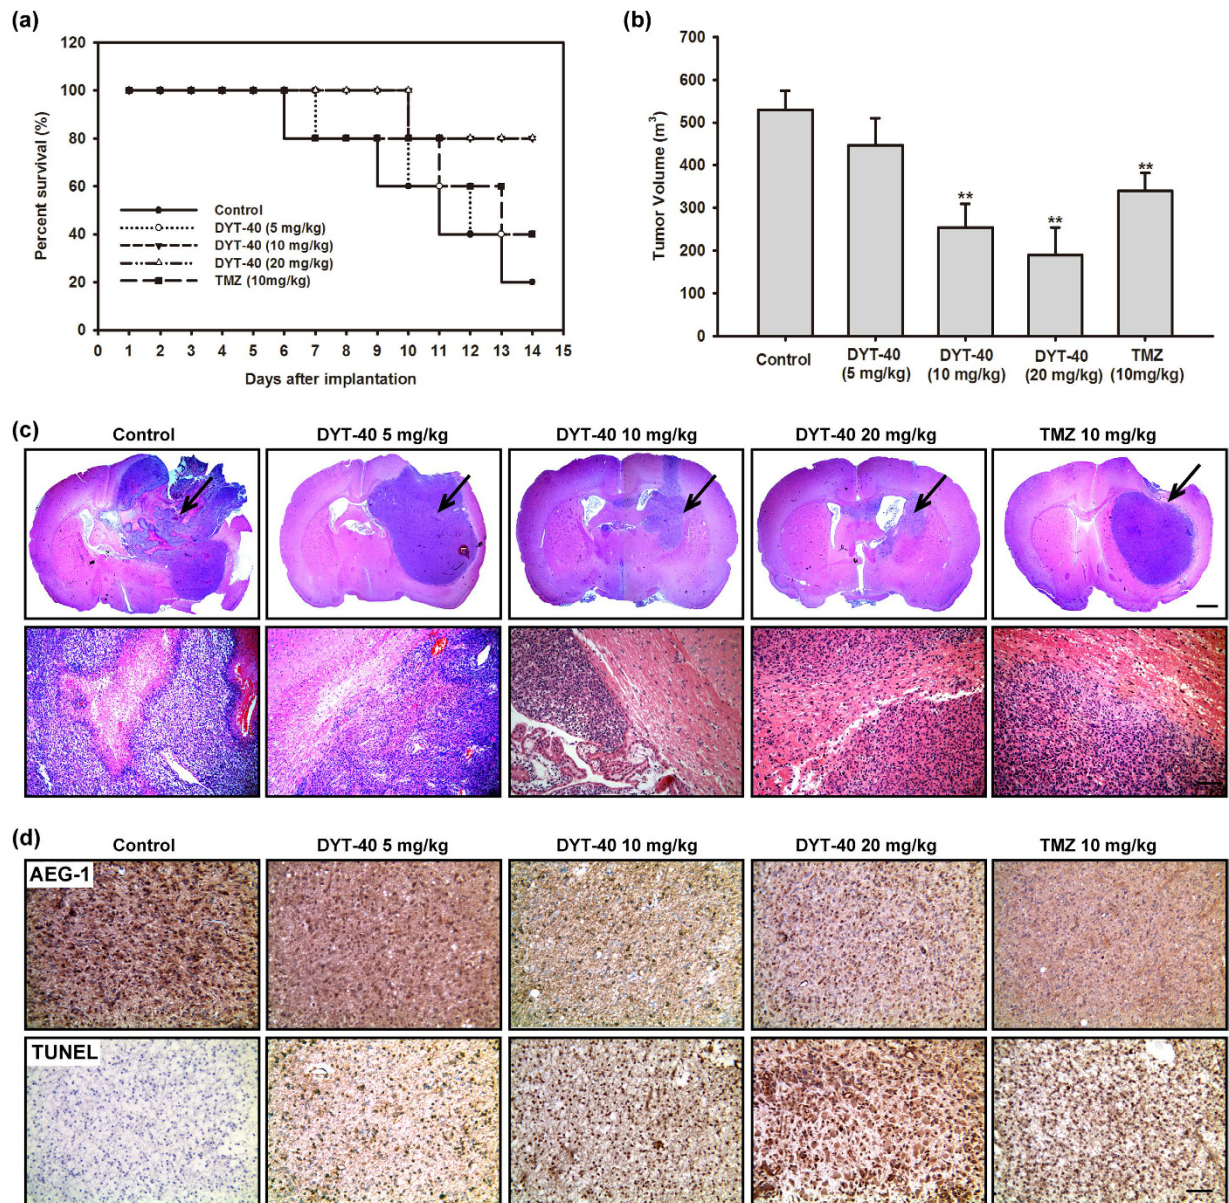 (a)
120
100
80
60
40
20
0
Percent survival (%)
Control
DYT-40 (5 mg/kg)
DYT-40 (10 mg/kg)
DYT-40 (20 mg/kg)
TMZ (10mg/kg)
0 1 2 3 4 5 6 7 8 9 10 11 12 13 14 15
Days after implantation
(b)
700
600
500
400
300
200
100
0
Tumor Volume (m³)
** ** **
Control DYT-40 DYT-40 DYT-40 TMZ
(5 mg/kg) (10 mg/kg) (20 mg/kg) (10mg/kg)
(c)
Control DYT-40 5 mg/kg DYT-40 10 mg/kg DYT-40 20 mg/kg TMZ 10 mg/kg
(d)
Control DYT-40 5 mg/kg DYT-40 10 mg/kg DYT-40 20 mg/kg TMZ 10 mg/kg
AEG-1
TUNEL